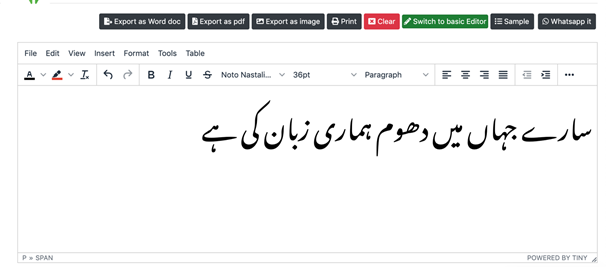 Export as Word doc Export as pdf Export as image Print Clear Switch to basic Editor Sample Whatsapp it
File Edit View Insert Format Tools Table
A B I U S Noto Nastali... 36pt Paragraph ...
سارے جہاں میں دھوم ہماری زبان کی ہے
P » SPAN POWERED BY TINY